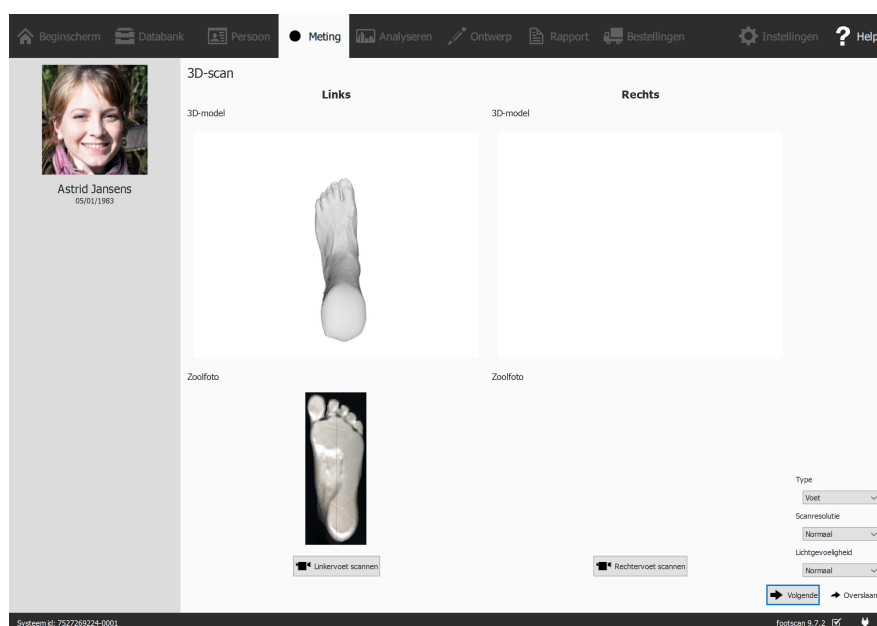 Beginscherm Databank Persoon Meting Analyseren Ontwerp Rapport Bestellingen Instellingen ? Help
Astrid Jansens
05/01/1983
3D-scan
Links Rechts
3D-model 3D-model
Zoolfoto Zoolfoto
Type
Voet
Scanresolutie
Normaal
Lichtgevoeligheid
Normaal
Linkervoet scannen Rechtervoet scannen
Volgende Overslaan
Systeem id: 7527269224-0001 footscan 9.7.2